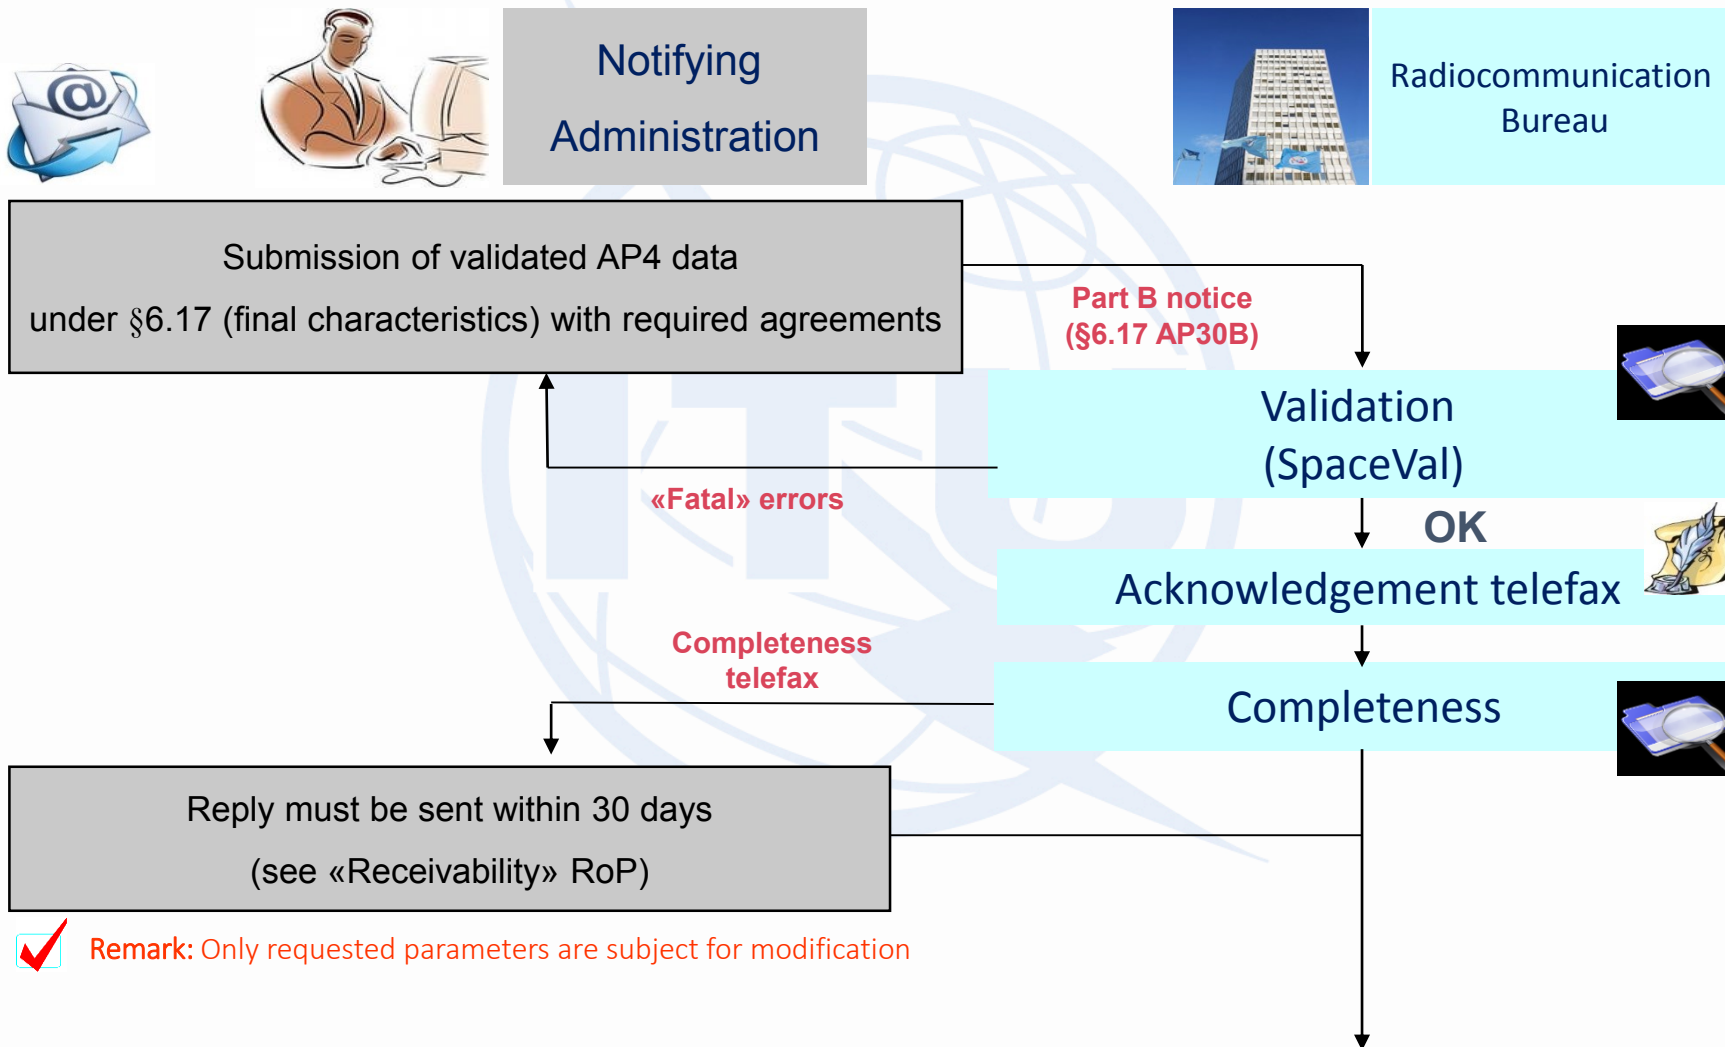 Notifying
Administration
Radiocommunication
Bureau
Submission of validated AP4 data
under §6.17 (final characteristics) with required agreements
Part B notice
(§6.17 AP30B)
Validation
(SpaceVal)
«Fatal» errors
OK
Acknowledgement telefax
Completeness
telefax
Completeness
Reply must be sent within 30 days
(see «Receivability» RoP)
Remark: Only requested parameters are subject for modification
ITU